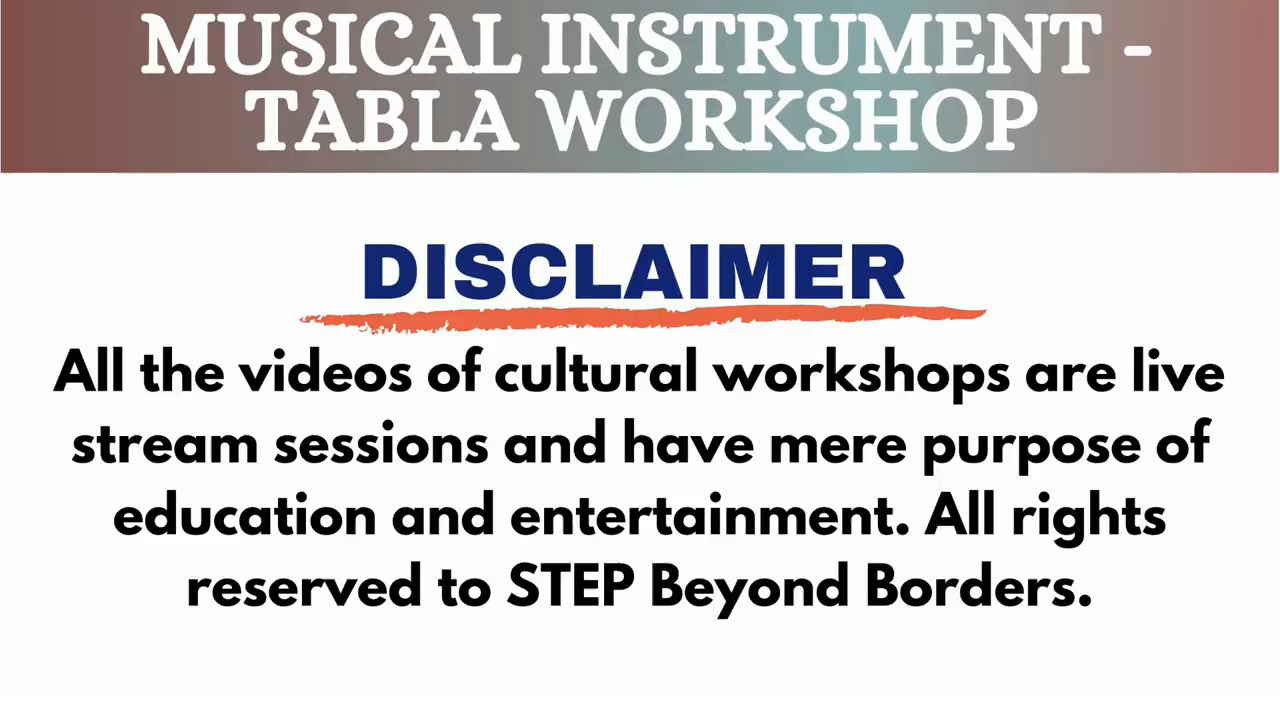 MUSICAL INSTRUMENT -
TABLA WORKSHOP
DISCLAIMER
All the videos of cultural workshops are live
stream sessions and have mere purpose of
education and entertainment. All rights
reserved to STEP Beyond Borders.